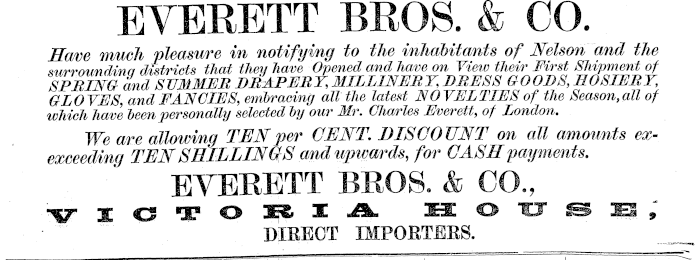 EVERETT BROS. & CO.
Have much pleasure in notifying to the inhabitants of Nelson and the
surrounding districts that they have Opened and have on View their First Shipment of
SPRING and SUMMER DRAPERY, MILLINERY, DRESS GOODS, HOSIERY,
GLOVES, and FANCIES, embracing all the latest NOVELTIES of the Season, all of
which have been personally selected by our Mr. Charles Everett, of London.
We are allowing TEN per CENT. DISCOUNT on all amounts ex-
exceeding TEN SHILLINGS and upwards, for CASH payments.
EVERETT BROS. & CO.,
VICTORIA HOUSE,
DIRECT IMPORTERS.